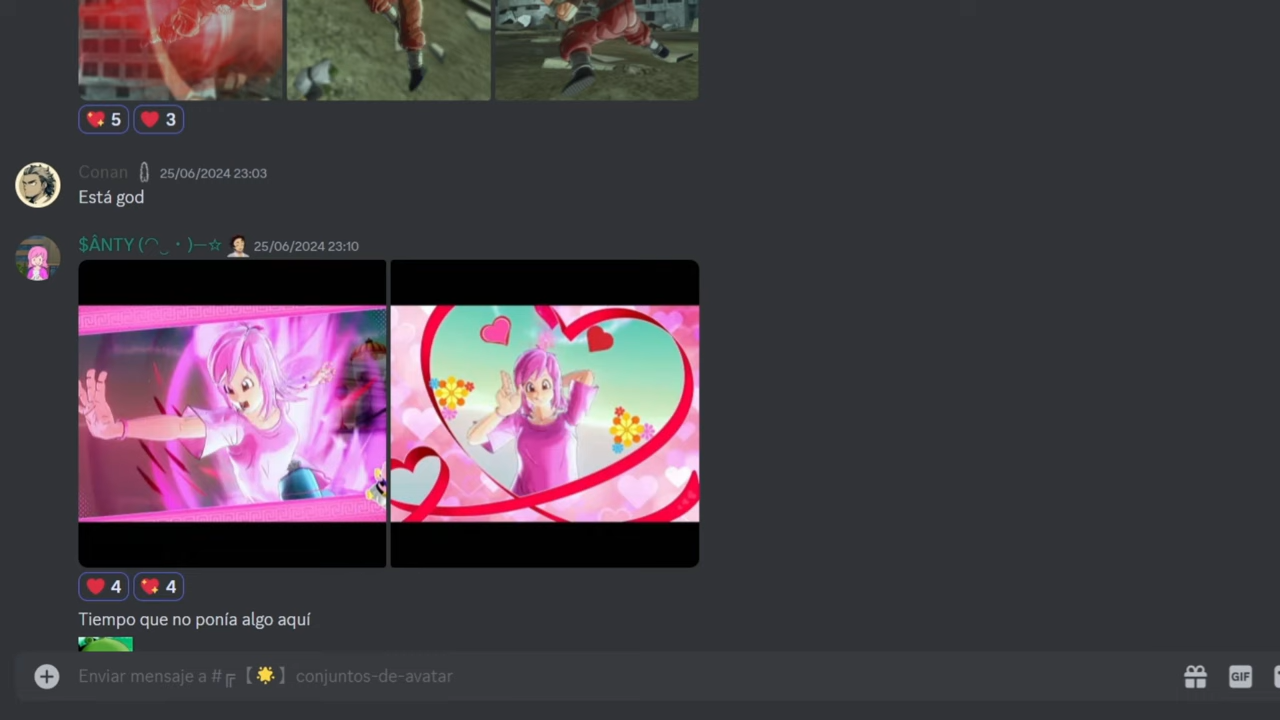 5 3
Conan 25/06/2024 23:03
Está god
$ÂNTY (◠‿・)—☆ 25/06/2024 23:10
4 4
Tiempo que no ponía algo aquí
Enviar mensaje a #╔【🌟】conjuntos-de-avatar
GIF